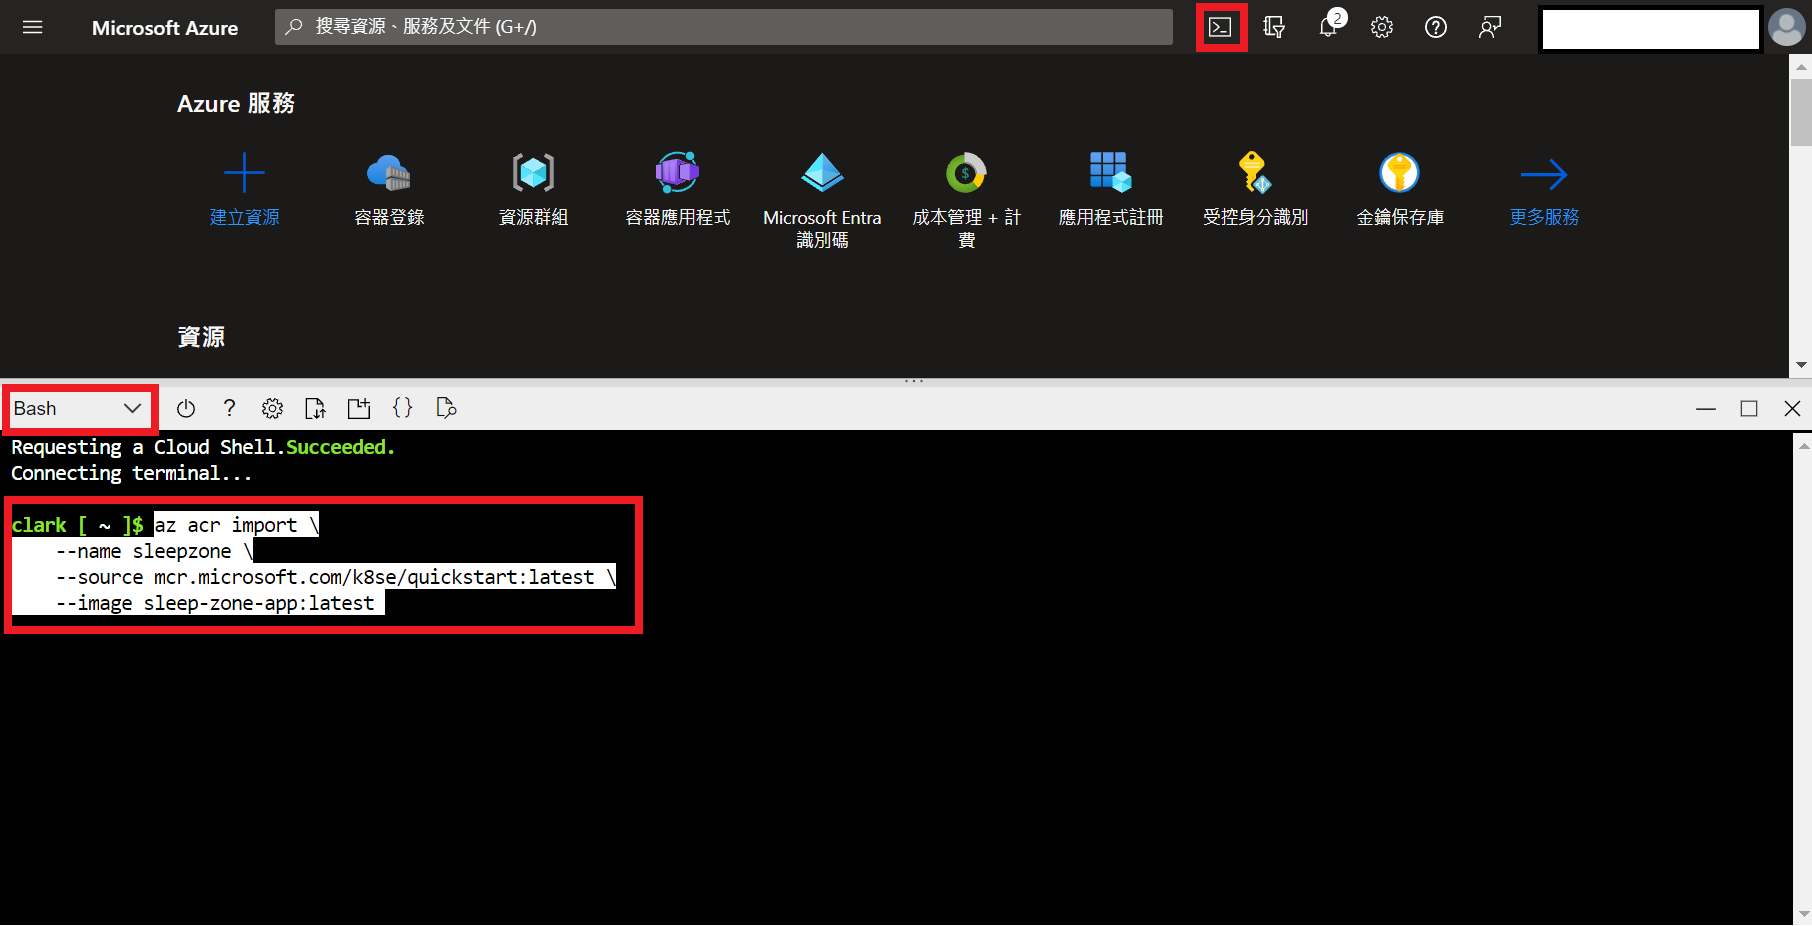 Microsoft Azure
搜尋資源、服務及文件 (G+/)
2
Azure 服務
建立資源
容器登錄
資源群組
容器應用程式
Microsoft Entra
識別碼
成本管理 + 計
費
應用程式註冊
受控身分識別
金鑰保存庫
更多服務
資源
Bash
Requesting a Cloud Shell.Succeeded.
Connecting terminal...
clark [ ~ ]$ az acr import \
--name sleepzone \
--source mcr.microsoft.com/k8se/quickstart:latest \
--image sleep-zone-app:latest